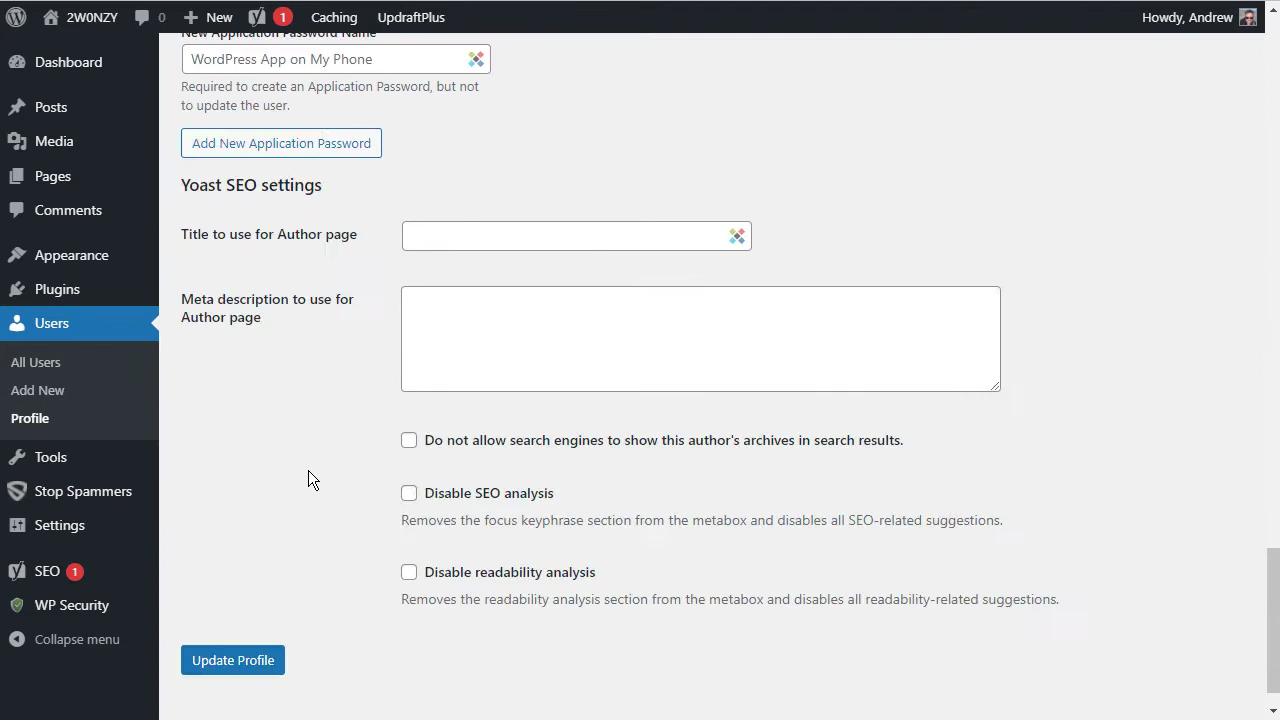 2W0NZY
0
New
1
Caching
UpdraftPlus
Howdy, Andrew
Dashboard
Posts
Media
Pages
Comments
Appearance
Plugins
Users
All Users
Add New
Profile
Tools
Stop Spammers
Settings
SEO 1
WP Security
Collapse menu
New Application Password Name
WordPress App on My Phone
Required to create an Application Password, but not
to update the user.
Add New Application Password
Yoast SEO settings
Title to use for Author page
Meta description to use for
Author page
Do not allow search engines to show this author's archives in search results.
Disable SEO analysis
Removes the focus keyphrase section from the metabox and disables all SEO-related suggestions.
Disable readability analysis
Removes the readability analysis section from the metabox and disables all readability-related suggestions.
Update Profile